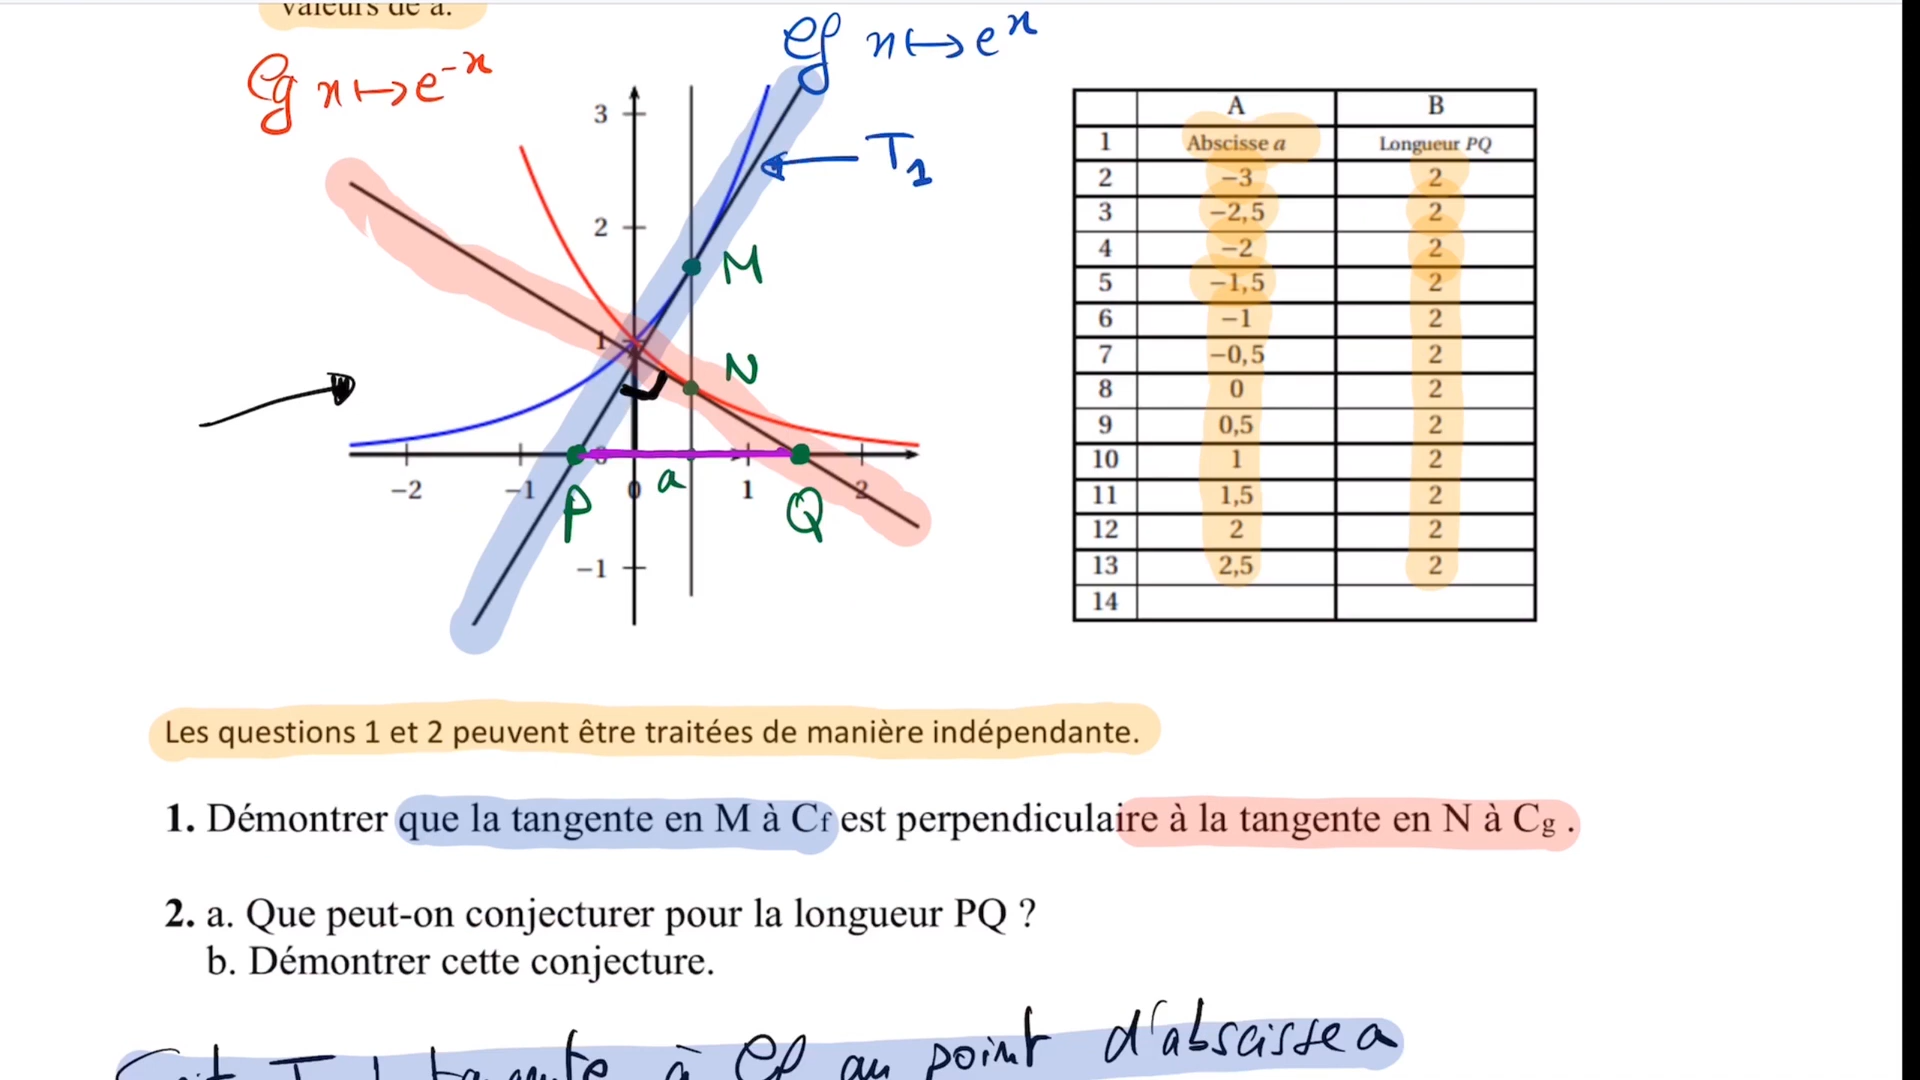 valeurs de a.
Cg x↦e^-x
Cf x↦e^x
T1
3
2
1
M
N
-2
-1
0
a
1
2
P
Q
-1
A B
1 Abscisse a Longueur PQ
2 −3 2
3 −2,5 2
4 −2 2
5 −1,5 2
6 −1 2
7 −0,5 2
8 0 2
9 0,5 2
10 1 2
11 1,5 2
12 2 2
13 2,5 2
14
Les questions 1 et 2 peuvent être traitées de manière indépendante.
1. Démontrer que la tangente en M à Cf est perpendiculaire à la tangente en N à Cg .
2. a. Que peut-on conjecturer pour la longueur PQ ?
b. Démontrer cette conjecture.
tangente à Cf au point d'abscisse a